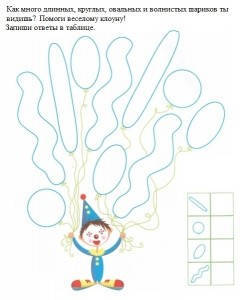 Как много длинных, круглых, овальных и волнистых шариков ты
видишь? Помоги веселому клоуну!
Запиши ответы в таблице.